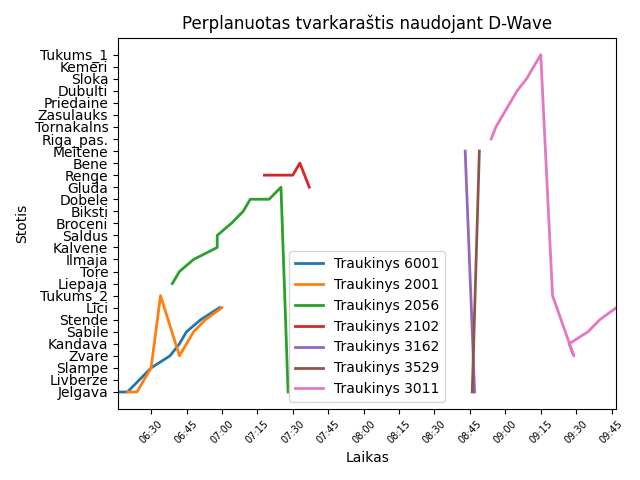 Perplanuotas tvarkaraštis naudojant D-Wave
Tukums_1
Ķemeri
Sloka
Dubulti
Priedaine
Zasulauks
Tornakalns
Riga_pas.
Meitene
Bene
Renge
Gluda
Dobele
Biksti
Broceni
Saldus
Kalvene
Ilmaja
Tore
Liepaja
Tukums_2
Līci
Stende
Sabile
Kandava
Zvare
Slampe
Livberze
Jelgava
Stotis
Traukinys 6001
Traukinys 2001
Traukinys 2056
Traukinys 2102
Traukinys 3162
Traukinys 3529
Traukinys 3011
06:30
06:45
07:00
07:15
07:30
07:45
08:00
08:15
08:30
08:45
09:00
09:15
09:30
09:45
Laikas